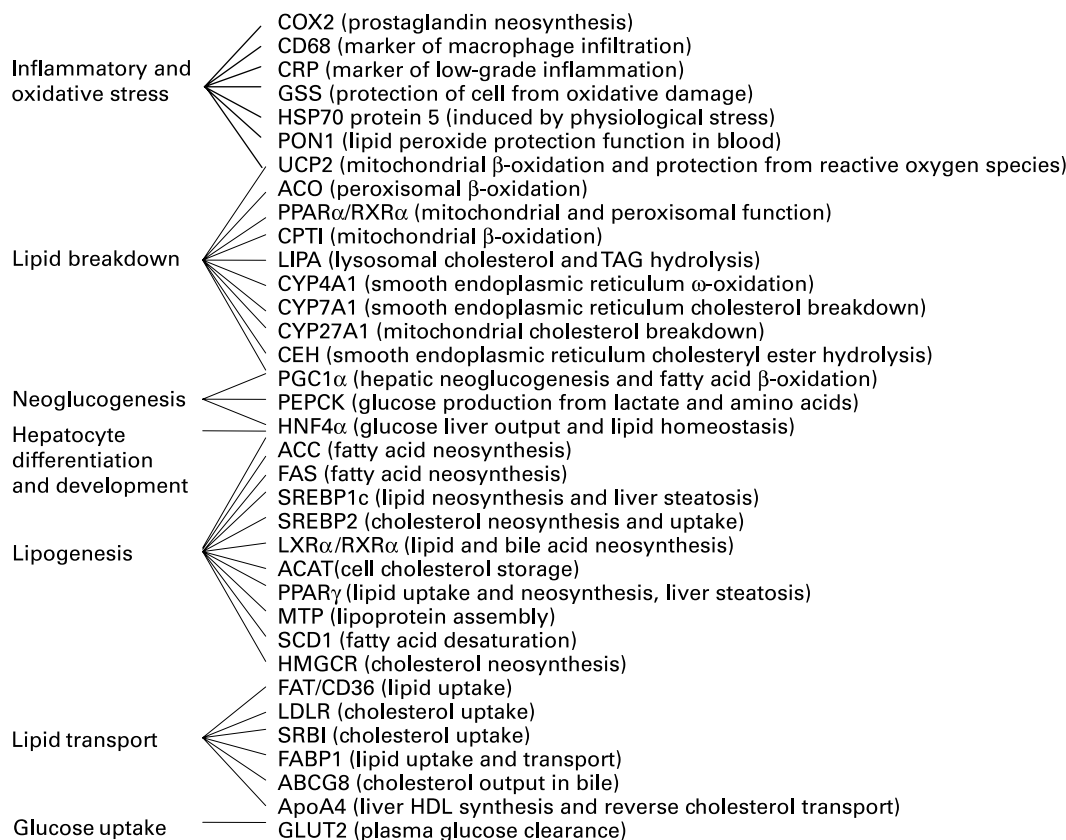 COX2 (prostaglandin neosynthesis)
CD68 (marker of macrophage infiltration)
Inflammatory and
oxidative stress
CRP (marker of low-grade inflammation)
GSS (protection of cell from oxidative damage)
HSP70 protein 5 (induced by physiological stress)
PON1 (lipid peroxide protection function in blood)
UCP2 (mitochondrial β-oxidation and protection from reactive oxygen species)
ACO (peroxisomal β-oxidation)
PPARα/RXRα (mitochondrial and peroxisomal function)
CPTI (mitochondrial β-oxidation)
Lipid breakdown
LIPA (lysosomal cholesterol and TAG hydrolysis)
CYP4A1 (smooth endoplasmic reticulum ω-oxidation)
CYP7A1 (smooth endoplasmic reticulum cholesterol breakdown)
CYP27A1 (mitochondrial cholesterol breakdown)
CEH (smooth endoplasmic reticulum cholesteryl ester hydrolysis)
PGC1α (hepatic neoglucogenesis and fatty acid β-oxidation)
Neoglucogenesis
PEPCK (glucose production from lactate and amino acids)
HNF4α (glucose liver output and lipid homeostasis)
Hepatocyte
differentiation
and development
ACC (fatty acid neosynthesis)
FAS (fatty acid neosynthesis)
SREBP1c (lipid neosynthesis and liver steatosis)
SREBP2 (cholesterol neosynthesis and uptake)
Lipogenesis
LXRα/RXRα (lipid and bile acid neosynthesis)
ACAT(cell cholesterol storage)
PPARγ (lipid uptake and neosynthesis, liver steatosis)
MTP (lipoprotein assembly)
SCD1 (fatty acid desaturation)
HMGCR (cholesterol neosynthesis)
FAT/CD36 (lipid uptake)
LDLR (cholesterol uptake)
Lipid transport
SRBI (cholesterol uptake)
FABP1 (lipid uptake and transport)
ABCG8 (cholesterol output in bile)
ApoA4 (liver HDL synthesis and reverse cholesterol transport)
Glucose uptake
GLUT2 (plasma glucose clearance)